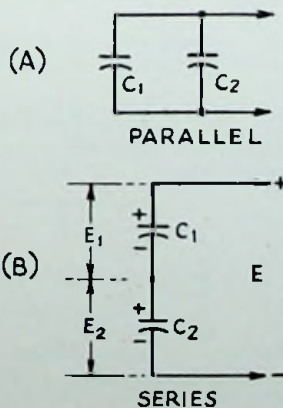 (A)
C1
C2
PARALLEL
+
E1
+
C1
-
(B)
E
E2
+
C2
-
-
SERIES